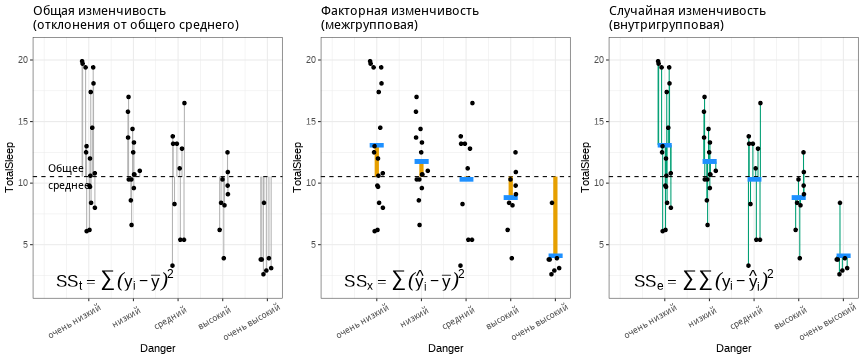 Общая изменчивость
(отклонения от общего среднего)
TotalSleep
20
15
10
5
Общее
среднее
SSₜ = ∑(yᵢ − y̅)²
очень низкий
низкий
средний
высокий
очень высокий
Danger
Факторная изменчивость
(межгрупповая)
TotalSleep
20
15
10
5
SSₓ = ∑(ŷᵢ − y̅)²
очень низкий
низкий
средний
высокий
очень высокий
Danger
Случайная изменчивость
(внутригрупповая)
TotalSleep
20
15
10
5
SSₑ = ∑∑(yᵢ − ŷᵢ)²
очень низкий
низкий
средний
высокий
очень высокий
Danger